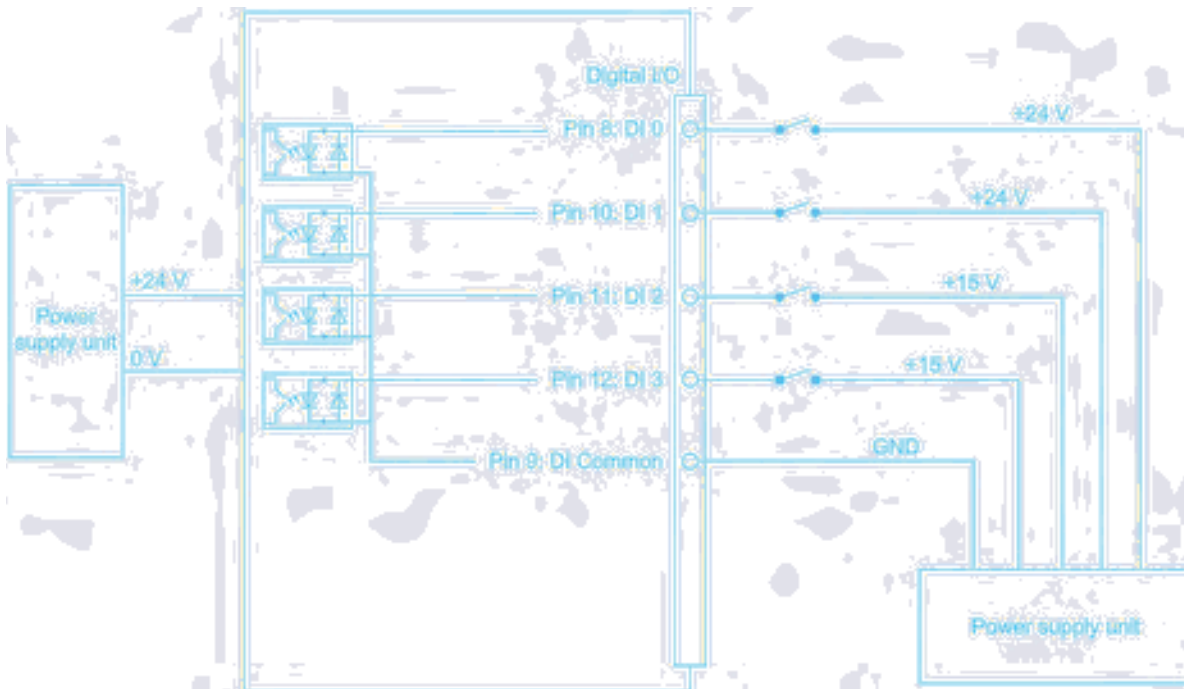 Digital I/O
Pin 8: DI 0
+24 V
Pin 10: DI 1
+24 V
+24 V
Pin 11: DI 2
+15 V
Power
supply unit
0 V
Pin 12: DI 3
+15 V
Pin 9: DI Common
GND
Power supply unit